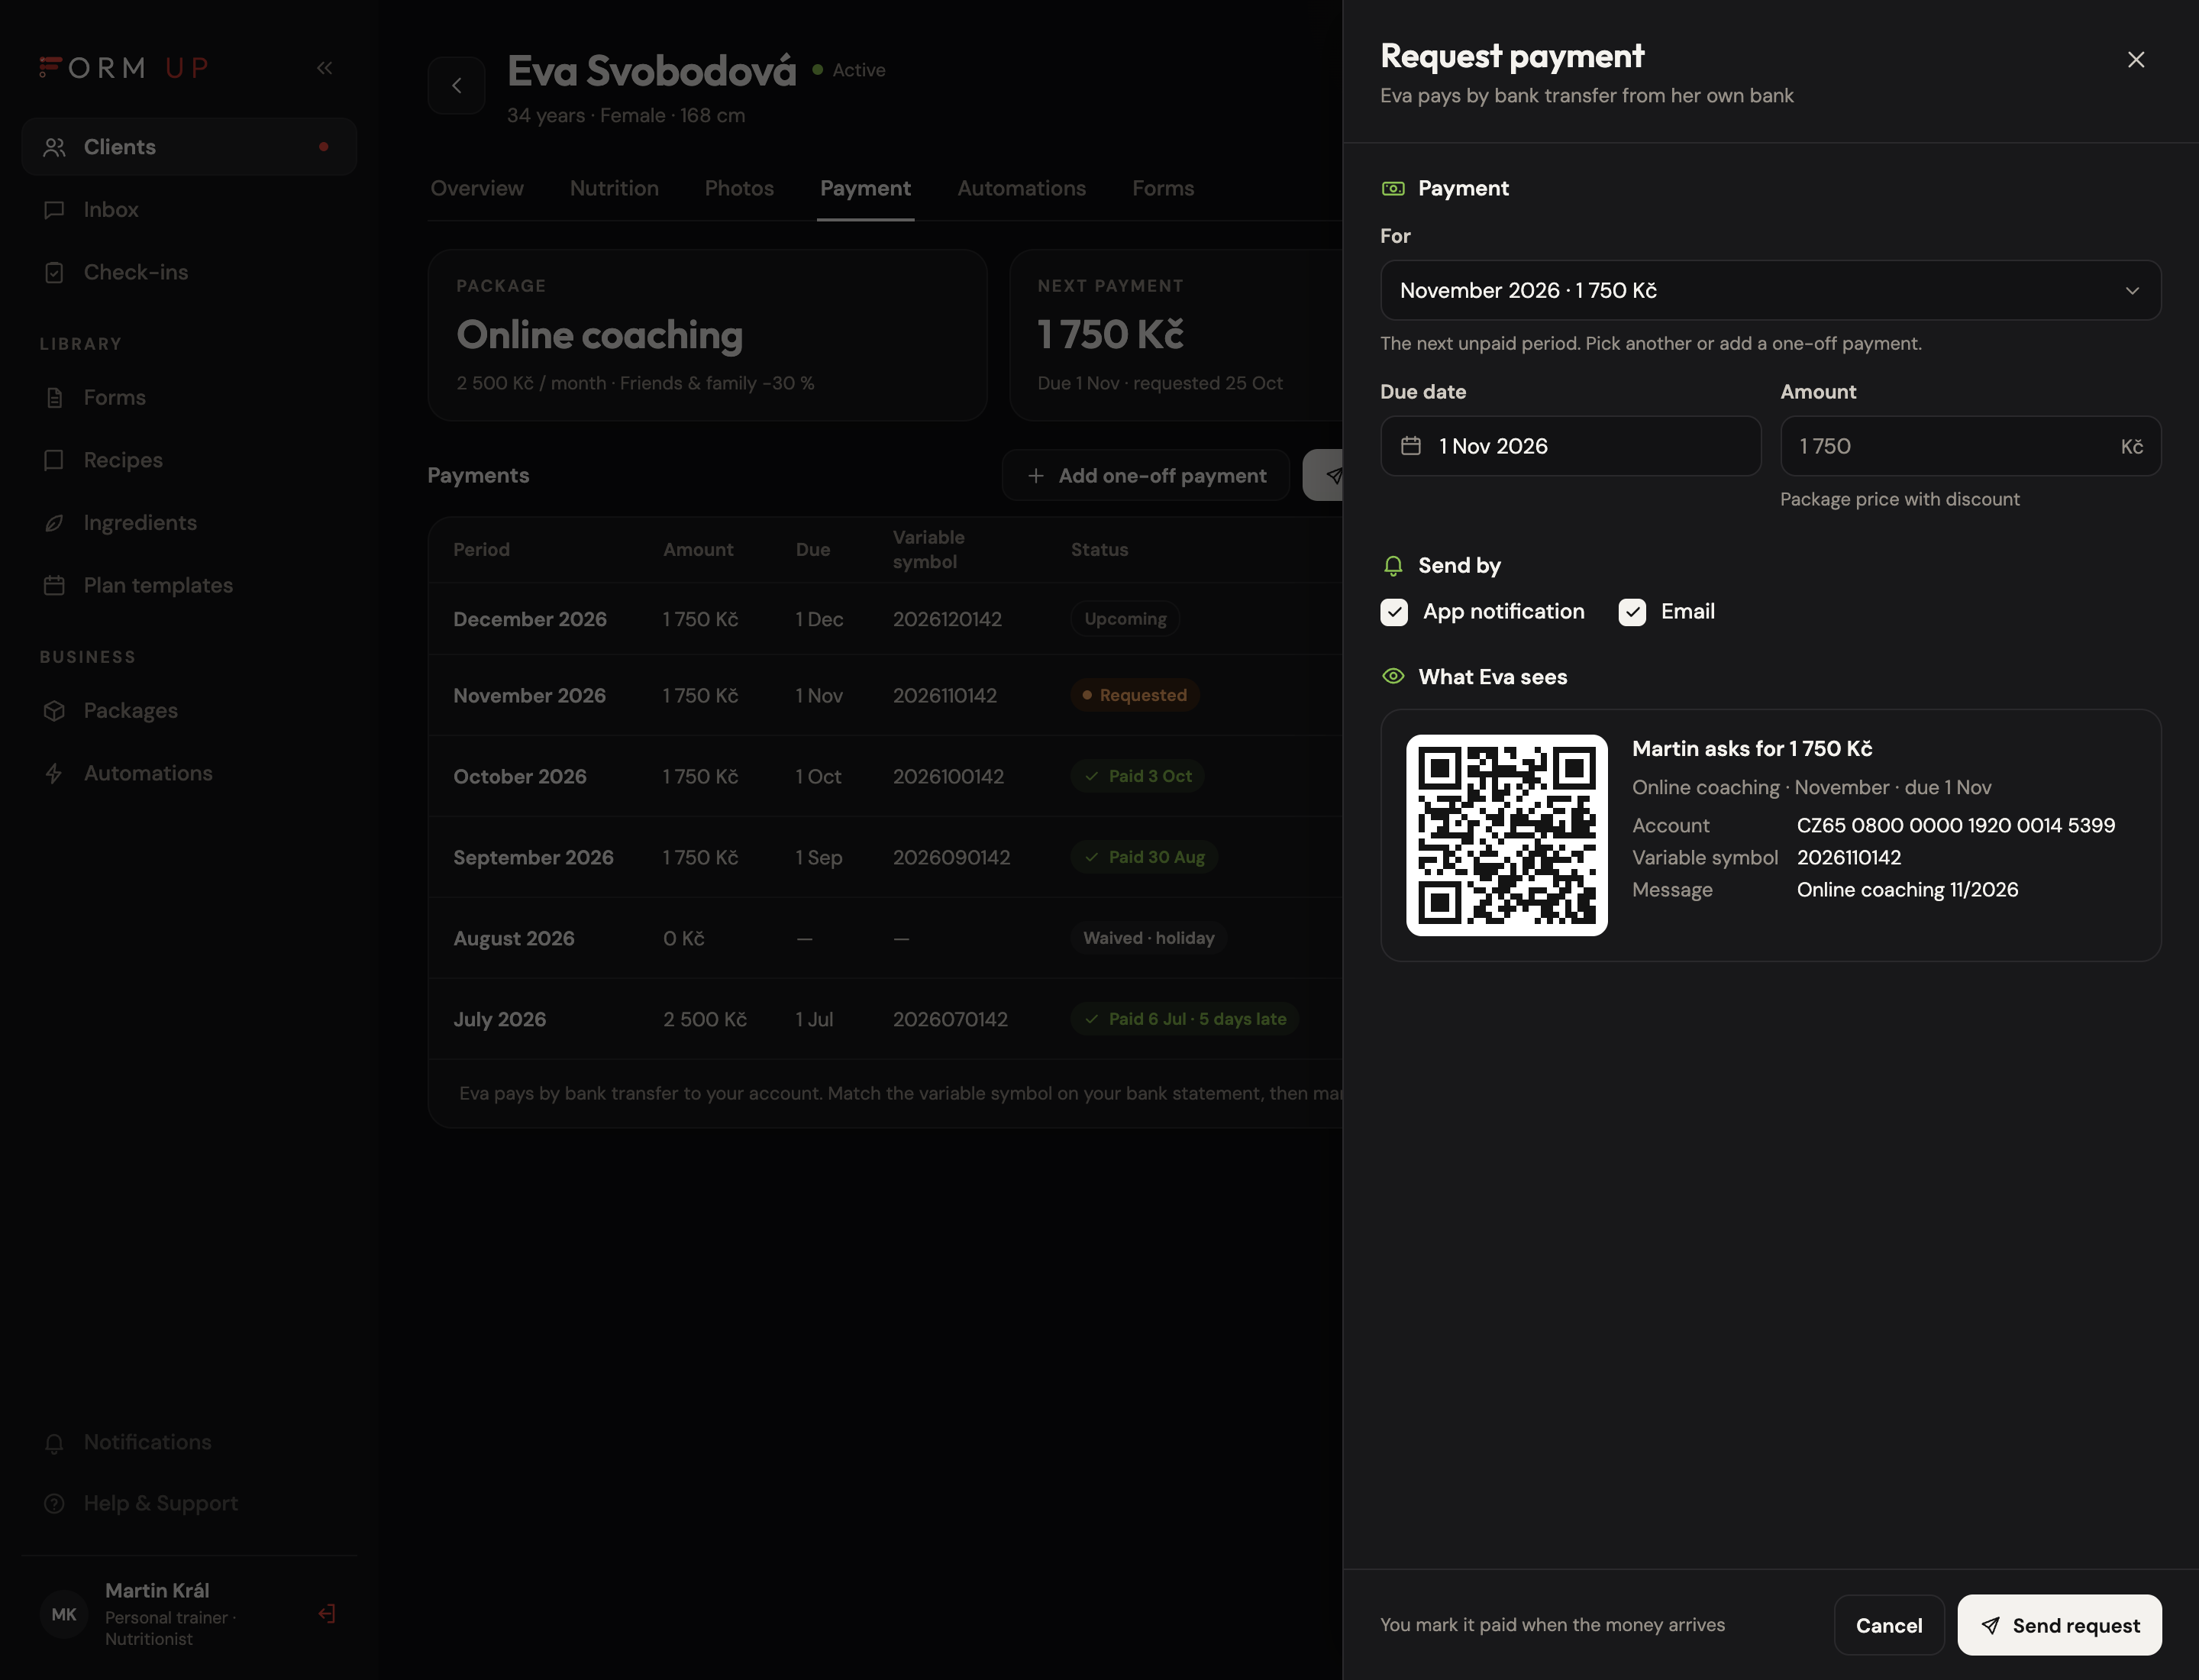 FORM UP
Clients
Inbox
Check-ins
LIBRARY
Forms
Recipes
Ingredients
Plan templates
BUSINESS
Packages
Automations
Notifications
Help & Support
MK
Martin Král
Personal trainer ·
Nutritionist
Eva Svobodová
Active
34 years · Female · 168 cm
Overview
Nutrition
Photos
Payment
Automations
Forms
PACKAGE
Online coaching
2 500 Kč / month · Friends & family -30 %
NEXT PAYMENT
1 750 Kč
Due 1 Nov · requested 25 Oct
Payments
Add one-off payment
Period Amount Due Variable symbol Status
December 2026 1 750 Kč 1 Dec 2026120142 Upcoming
November 2026 1 750 Kč 1 Nov 2026110142 Requested
October 2026 1 750 Kč 1 Oct 2026100142 Paid 3 Oct
September 2026 1 750 Kč 1 Sep 2026090142 Paid 30 Aug
August 2026 0 Kč — — Waived · holiday
July 2026 2 500 Kč 1 Jul 2026070142 Paid 6 Jul · 5 days late
Eva pays by bank transfer to your account. Match the variable symbol on your bank statement, then
Request payment
Eva pays by bank transfer from her own bank
Payment
For
November 2026 · 1 750 Kč
The next unpaid period. Pick another or add a one-off payment.
Due date
1 Nov 2026
Amount
1 750 Kč
Package price with discount
Send by
App notification
Email
What Eva sees
Martin asks for 1 750 Kč
Online coaching · November · due 1 Nov
Account CZ65 0800 0000 1920 0014 5399
Variable symbol 2026110142
Message Online coaching 11/2026
You mark it paid when the money arrives
Cancel
Send request